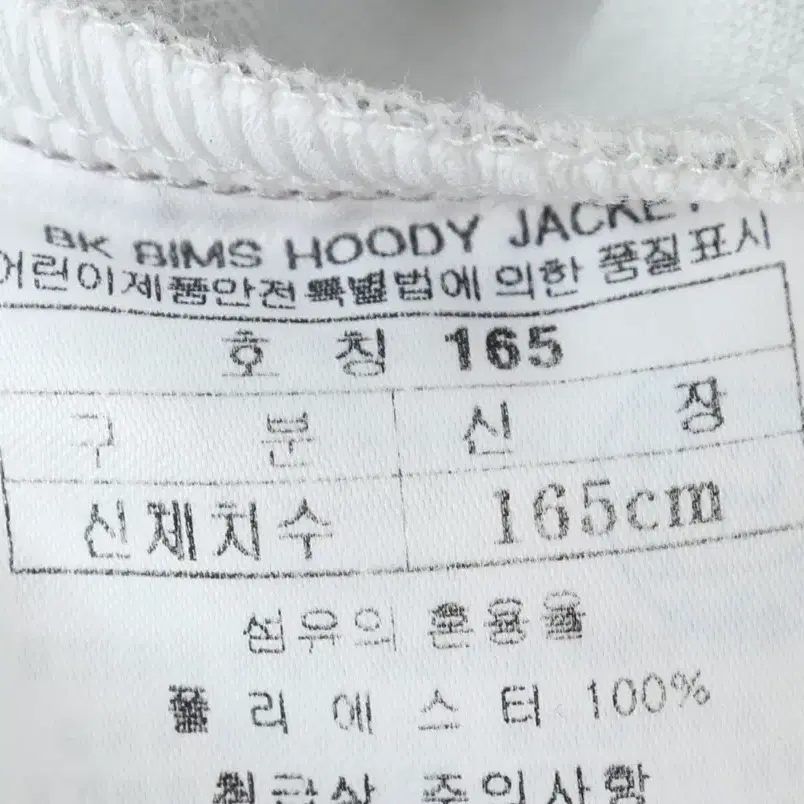 BK BIMS HOODY JACKET
어린이제품안전특별법에 의한 품질표시
호 칭 165
구 분 신 장
신체치수 165cm
섬유의 혼용율
폴리에스터 100%
취급상 주의사항